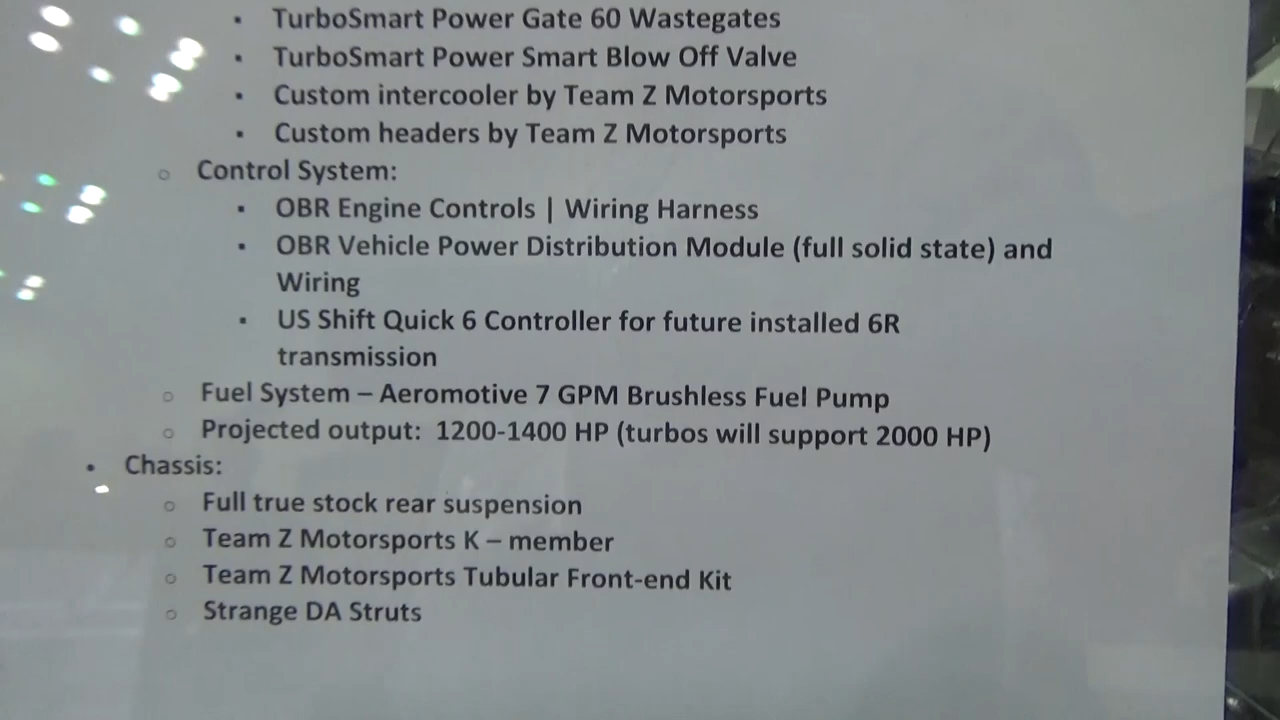 ▪ TurboSmart Power Gate 60 Wastegates
▪ TurboSmart Power Smart Blow Off Valve
▪ Custom intercooler by Team Z Motorsports
▪ Custom headers by Team Z Motorsports
○ Control System:
▪ OBR Engine Controls | Wiring Harness
▪ OBR Vehicle Power Distribution Module (full solid state) and
Wiring
▪ US Shift Quick 6 Controller for future installed 6R
transmission
○ Fuel System – Aeromotive 7 GPM Brushless Fuel Pump
○ Projected output: 1200-1400 HP (turbos will support 2000 HP)
• Chassis:
○ Full true stock rear suspension
○ Team Z Motorsports K – member
○ Team Z Motorsports Tubular Front-end Kit
○ Strange DA Struts